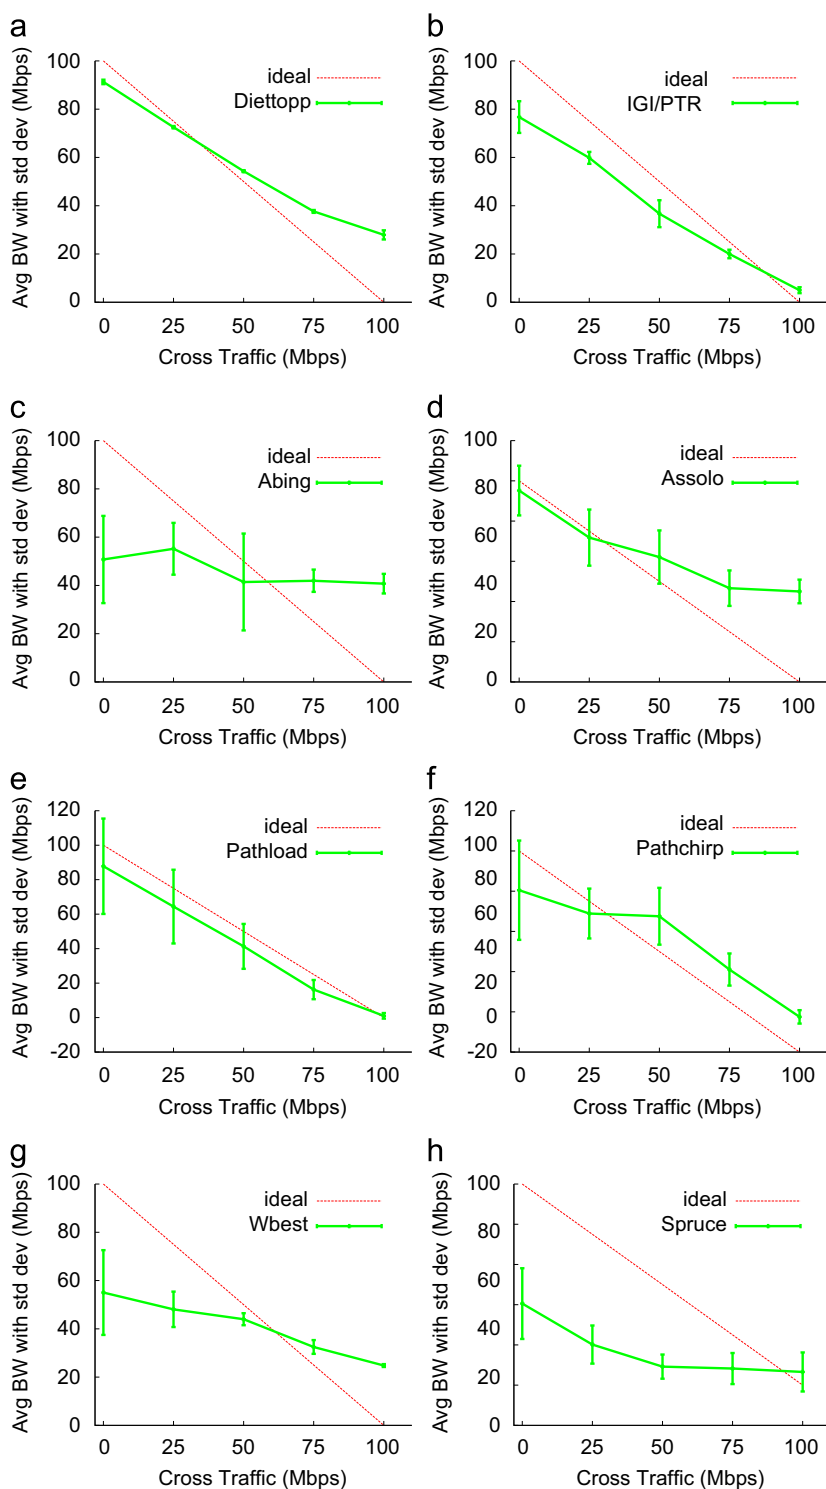 a
Avg BW with std dev (Mbps)
100
80
60
40
20
0
ideal
Diettopp
0 25 50 75 100
Cross Traffic (Mbps)
b
Avg BW with std dev (Mbps)
100
80
60
40
20
0
ideal
IGI/PTR
0 25 50 75 100
Cross Traffic (Mbps)
c
Avg BW with std dev (Mbps)
100
80
60
40
20
0
ideal
Abing
0 25 50 75 100
Cross Traffic (Mbps)
d
Avg BW with std dev (Mbps)
100
80
60
40
20
0
ideal
Assolo
0 25 50 75 100
Cross Traffic (Mbps)
e
Avg BW with std dev (Mbps)
120
100
80
60
40
20
0
-20
ideal
Pathload
0 25 50 75 100
Cross Traffic (Mbps)
f
Avg BW with std dev (Mbps)
120
100
80
60
40
20
0
-20
ideal
Pathchirp
0 25 50 75 100
Cross Traffic (Mbps)
g
Avg BW with std dev (Mbps)
100
80
60
40
20
0
ideal
Wbest
0 25 50 75 100
Cross Traffic (Mbps)
h
Avg BW with std dev (Mbps)
100
80
60
40
20
0
ideal
Spruce
0 25 50 75 100
Cross Traffic (Mbps)